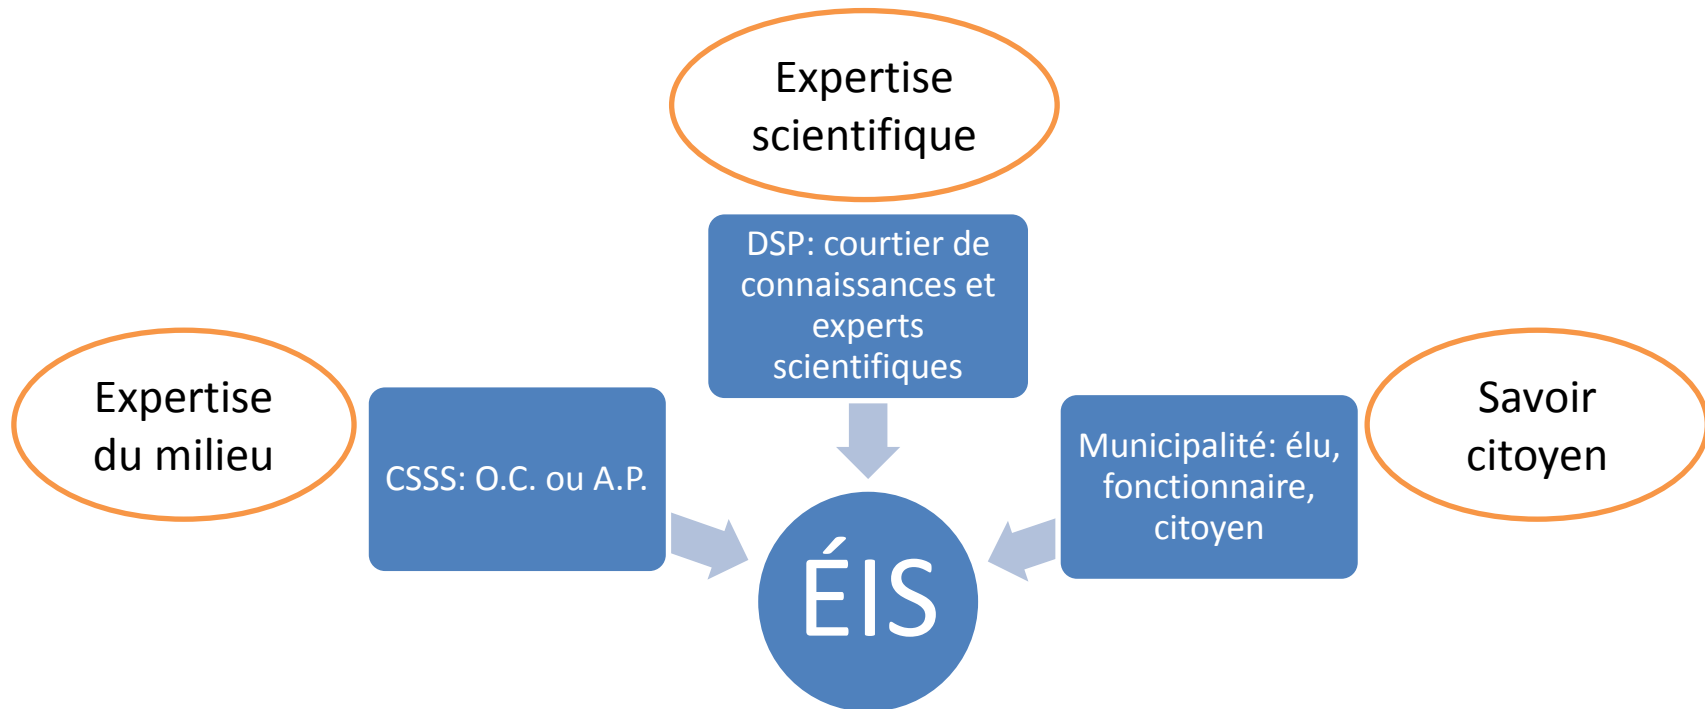 Expertise
scientifique
DSP: courtier de
connaissances et
experts
scientifiques
Expertise
du milieu
CSSS: O.C. ou A.P.
Municipalité: élu,
fonctionnaire,
citoyen
Savoir
citoyen
ÉIS